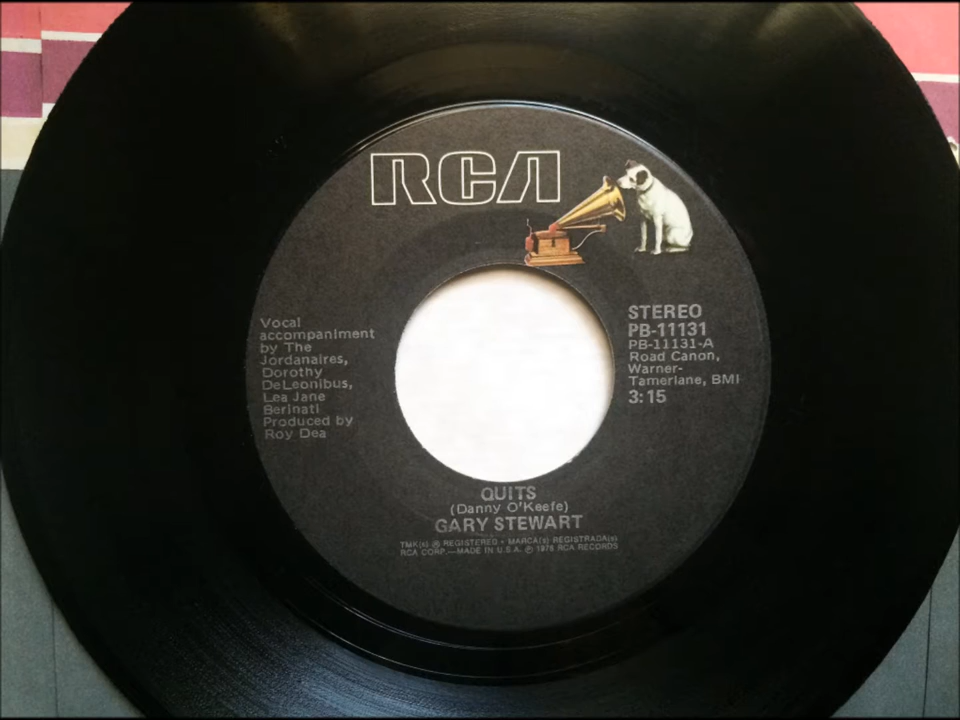 RCA
Vocal
accompaniment
by The
Jordanaires,
Dorothy
DeLeonibus,
Lea Jane
Berinati
Produced by
Roy Dea
STEREO
PB-11131
PB-11131-A
Road Canon,
Warner-
Tamerlane, BMI
3:15
QUITS
(Danny O'Keefe)
GARY STEWART
TMK(s) ® REGISTERED • MARCA(s) REGISTRADA(s)
RCA CORP.—MADE IN U.S.A. ℗ 1978 RCA RECORDS